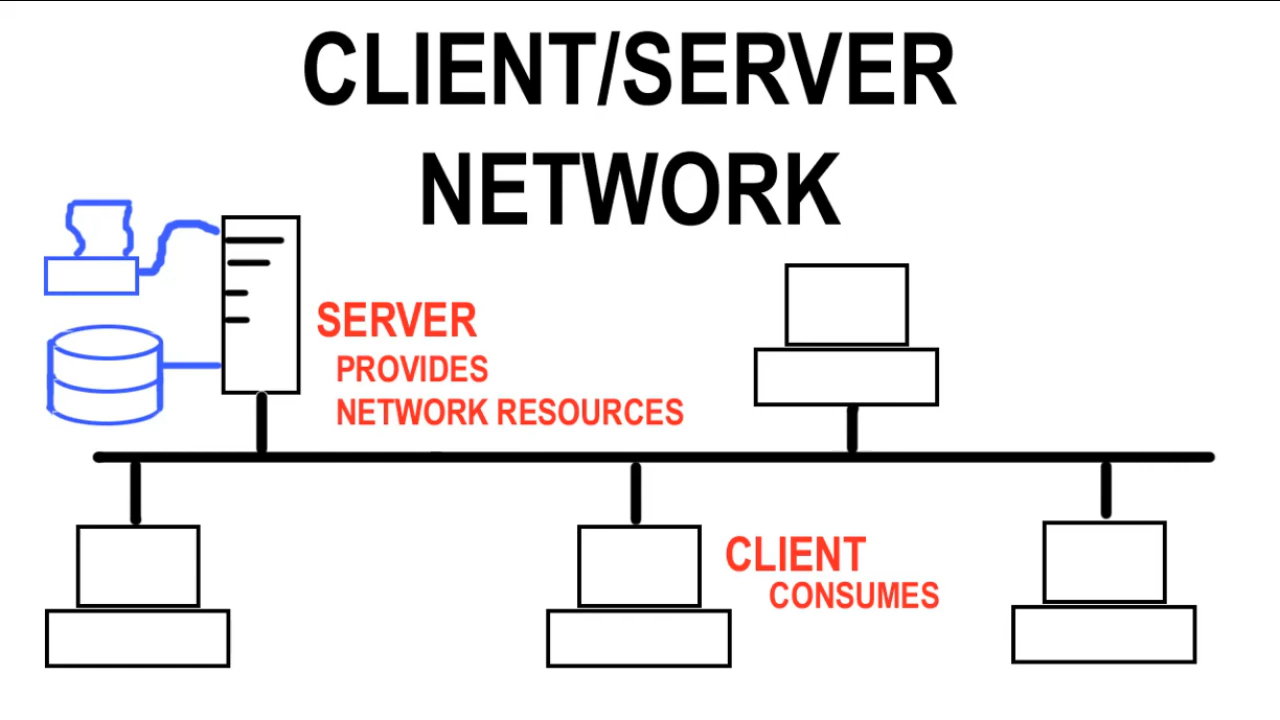 CLIENT/SERVER
NETWORK
SERVER
PROVIDES
NETWORK RESOURCES
CLIENT
CONSUMES